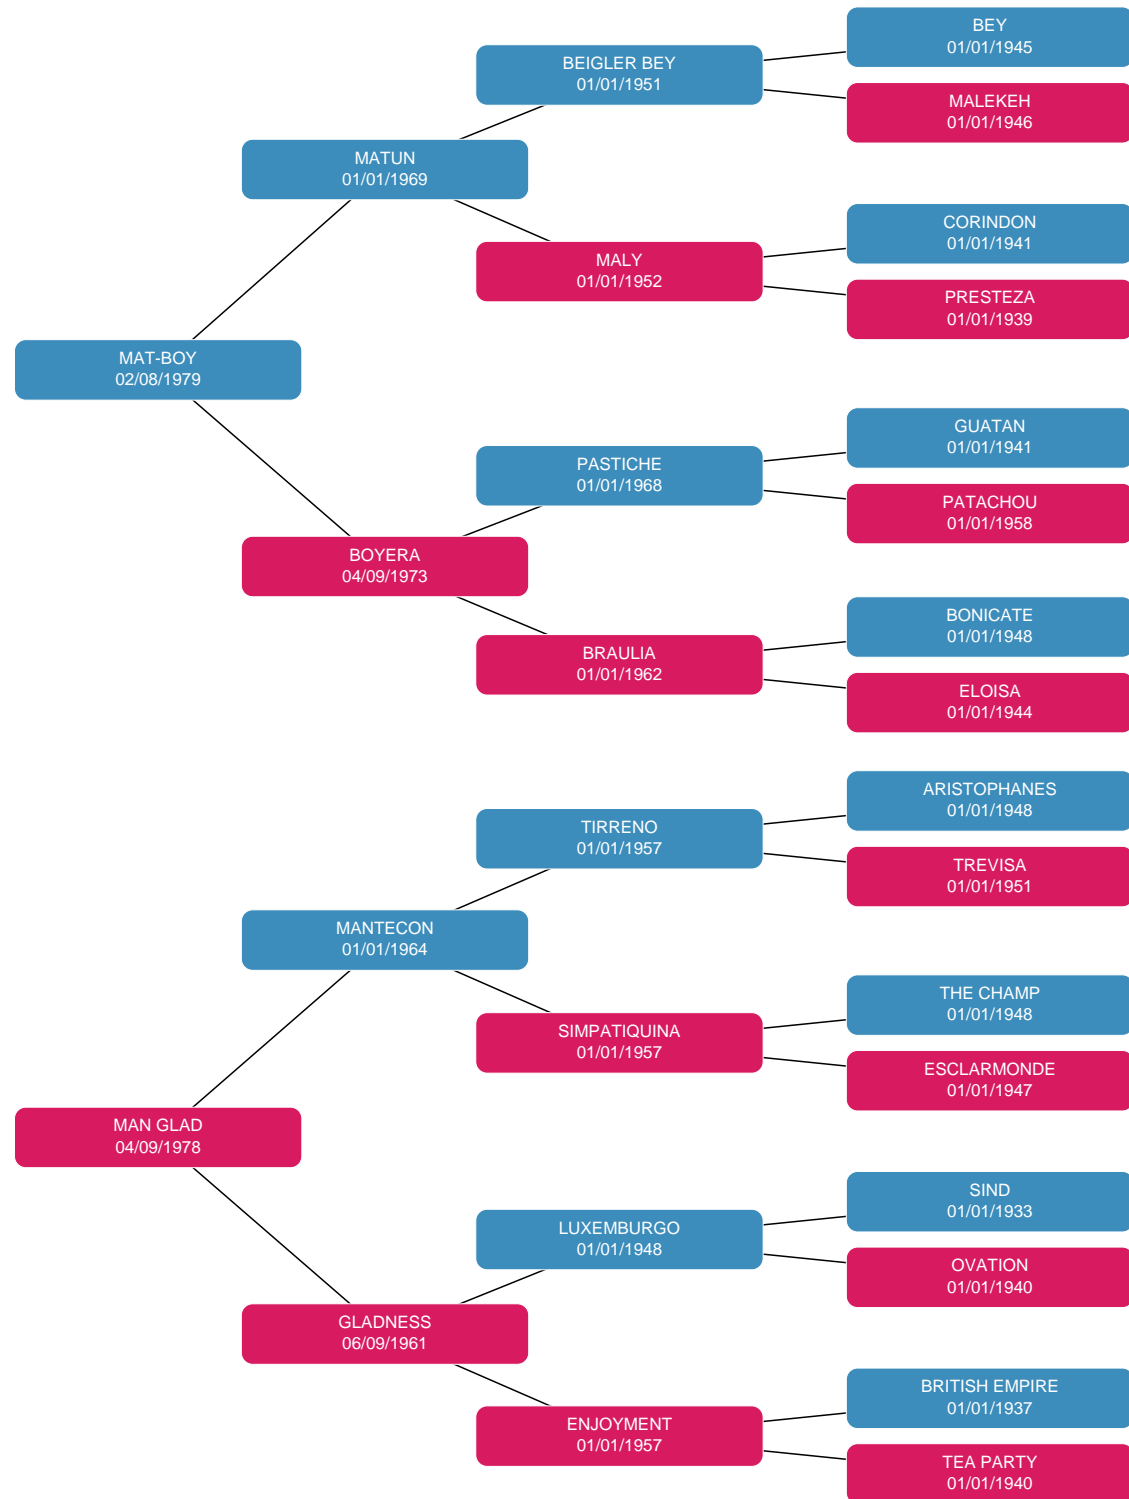 BEY
01/01/1945
BEIGLER BEY
01/01/1951
MALEKEH
01/01/1946
MATUN
01/01/1969
CORINDON
01/01/1941
MALY
01/01/1952
PRESTEZA
01/01/1939
MAT-BOY
02/08/1979
GUATAN
01/01/1941
PASTICHE
01/01/1968
PATACHOU
01/01/1958
BOYERA
04/09/1973
BONICATE
01/01/1948
BRAULIA
01/01/1962
ELOISA
01/01/1944
ARISTOPHANES
01/01/1948
TIRRENO
01/01/1957
TREVISA
01/01/1951
MANTECON
01/01/1964
THE CHAMP
01/01/1948
SIMPATIQUINA
01/01/1957
ESCLARMONDE
01/01/1947
MAN GLAD
04/09/1978
SIND
01/01/1933
LUXEMBURGO
01/01/1948
OVATION
01/01/1940
GLADNESS
06/09/1961
BRITISH EMPIRE
01/01/1937
ENJOYMENT
01/01/1957
TEA PARTY
01/01/1940